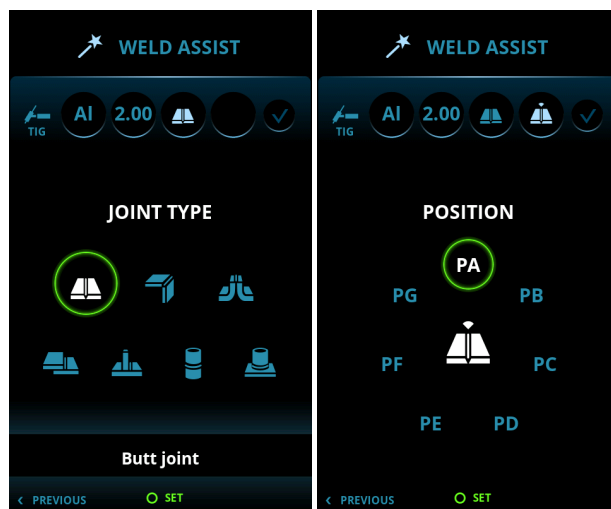 WELD ASSIST
TIG
Al
2.00
JOINT TYPE
Butt joint
PREVIOUS
SET
WELD ASSIST
TIG
Al
2.00
POSITION
PA
PG
PB
PF
PC
PE
PD
PREVIOUS
SET